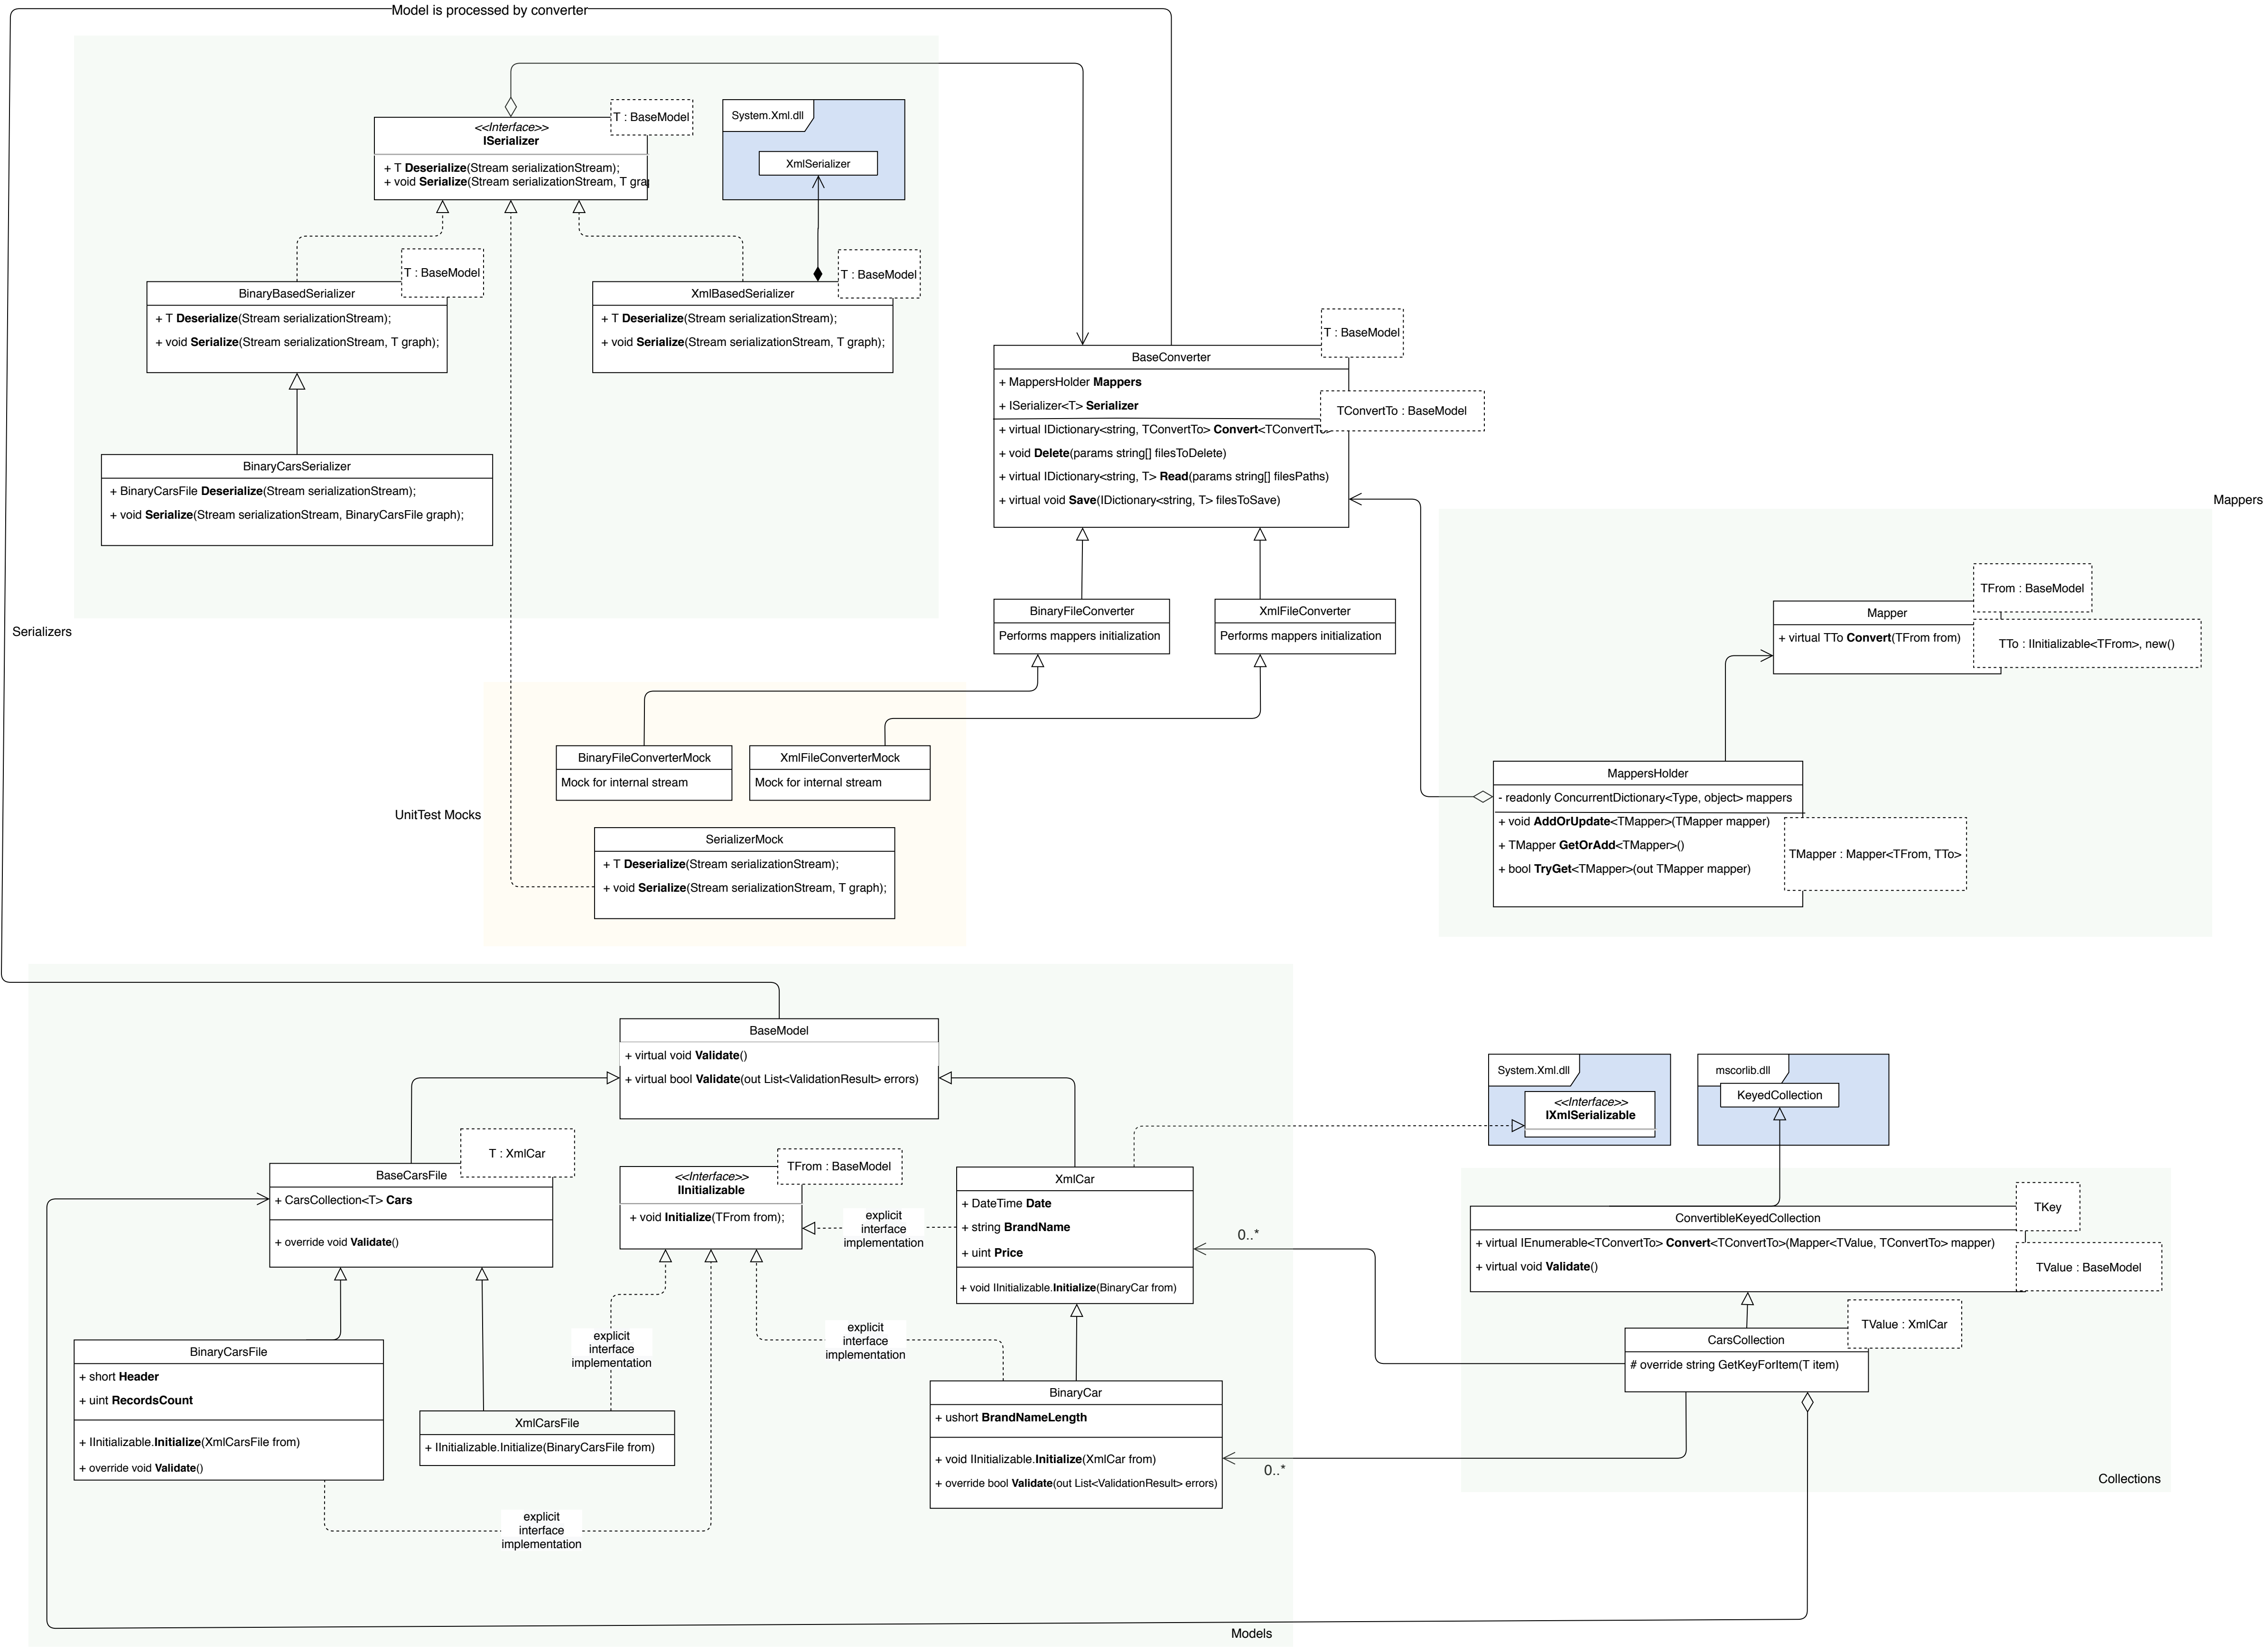 Model is processed by converter
<<Interface>>
ISerializer
T : BaseModel
+ T Deserialize(Stream serializationStream);
+ void Serialize(Stream serializationStream, T gra
System.Xml.dll
XmlSerializer
BinaryBasedSerializer
T : BaseModel
+ T Deserialize(Stream serializationStream);
+ void Serialize(Stream serializationStream, T graph);
XmlBasedSerializer
T : BaseModel
+ T Deserialize(Stream serializationStream);
+ void Serialize(Stream serializationStream, T graph);
BinaryCarsSerializer
+ BinaryCarsFile Deserialize(Stream serializationStream);
+ void Serialize(Stream serializationStream, BinaryCarsFile graph);
Serializers
BaseConverter
T : BaseModel
+ MappersHolder Mappers
+ ISerializer<T> Serializer
TConvertTo : BaseModel
+ virtual IDictionary<string, TConvertTo> Convert<TConvertTo>
+ void Delete(params string[] filesToDelete)
+ virtual IDictionary<string, T> Read(params string[] filesPaths)
+ virtual void Save(IDictionary<string, T> filesToSave)
BinaryFileConverter
Performs mappers initialization
XmlFileConverter
Performs mappers initialization
Mappers
Mapper
TFrom : BaseModel
+ virtual TTo Convert(TFrom from)
TTo : IInitializable<TFrom>, new()
MappersHolder
- readonly ConcurrentDictionary<Type, object> mappers
+ void AddOrUpdate<TMapper>(TMapper mapper)
+ TMapper GetOrAdd<TMapper>()
+ bool TryGet<TMapper>(out TMapper mapper)
TMapper : Mapper<TFrom, TTo>
UnitTest Mocks
BinaryFileConverterMock
Mock for internal stream
XmlFileConverterMock
Mock for internal stream
SerializerMock
+ T Deserialize(Stream serializationStream);
+ void Serialize(Stream serializationStream, T graph);
BaseModel
+ virtual void Validate()
+ virtual bool Validate(out List<ValidationResult> errors)
BaseCarsFile
T : XmlCar
+ CarsCollection<T> Cars
+ override void Validate()
<<Interface>>
IInitializable
TFrom : BaseModel
+ void Initialize(TFrom from);
explicit
interface
implementation
XmlCar
+ DateTime Date
+ string BrandName
+ uint Price
+ void IInitializable.Initialize(BinaryCar from)
0..*
BinaryCarsFile
+ short Header
+ uint RecordsCount
+ IInitializable.Initialize(XmlCarsFile from)
+ override void Validate()
explicit
interface
implementation
XmlCarsFile
+ IInitializable.Initialize(BinaryCarsFile from)
explicit
interface
implementation
BinaryCar
+ ushort BrandNameLength
+ void IInitializable.Initialize(XmlCar from)
+ override bool Validate(out List<ValidationResult> errors)
0..*
explicit
interface
implementation
Models
System.Xml.dll
<<Interface>>
IXmlSerializable
mscorlib.dll
KeyedCollection
ConvertibleKeyedCollection
TKey
+ virtual IEnumerable<TConvertTo> Convert<TConvertTo>(Mapper<TValue, TConvertTo> mapper)
+ virtual void Validate()
TValue : BaseModel
CarsCollection
TValue : XmlCar
# override string GetKeyForItem(T item)
Collections